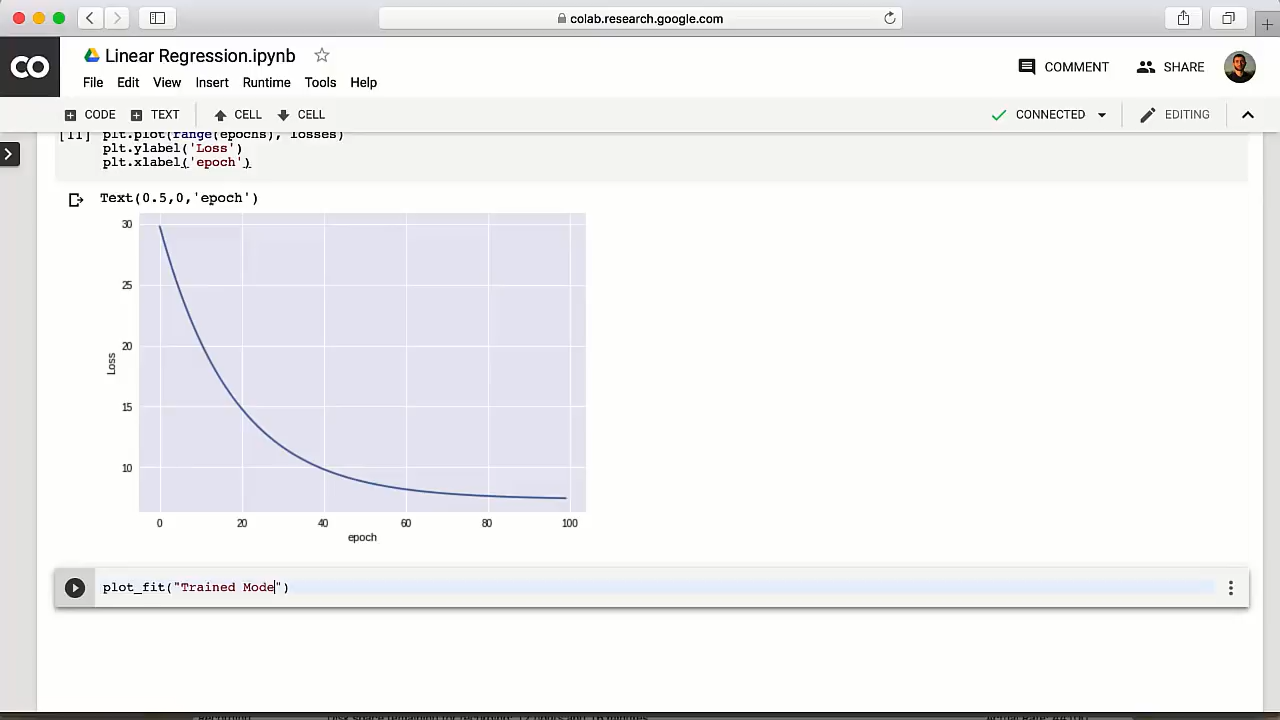 colab.research.google.com
CO
Linear Regression.ipynb
COMMENT
SHARE
File Edit View Insert Runtime Tools Help
CODE TEXT CELL CELL
CONNECTED
EDITING
[11] plt.plot(range(epochs), losses)
plt.ylabel('Loss')
plt.xlabel('epoch')
Text(0.5,0,'epoch')
30
25
20
15
10
Loss
0 20 40 60 80 100
epoch
plot_fit("Trained Mode")